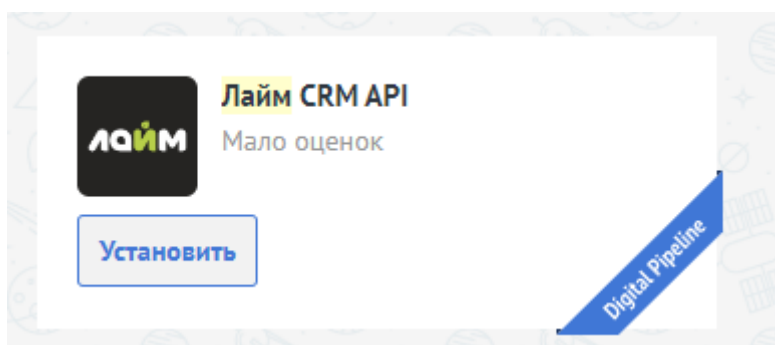 лайм
Лайм CRM API
Мало оценок
Установить
Digital Pipeline